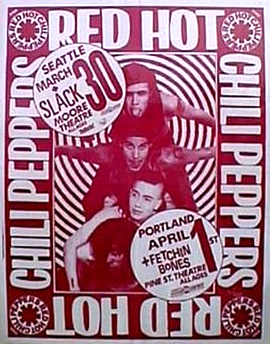 RED HOT
CHILI PEPPERS
CHILI PEPPERS
RED HOT
SEATTLE
MARCH 30
SLACK
MOORE
THEATRE
PORTLAND
APRIL 1ST
+FETCHIN
BONES
PINE ST. THEATRE
ALL AGES